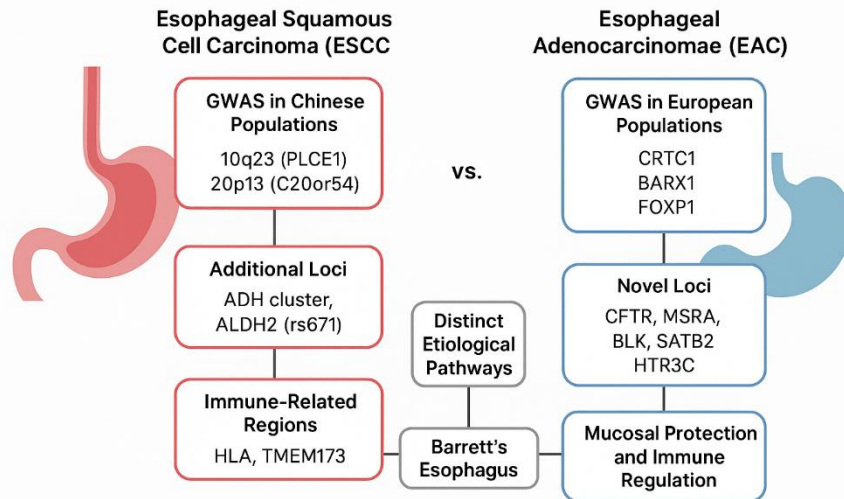 Esophageal Squamous
Cell Carcinoma (ESCC
GWAS in Chinese
Populations
10q23 (PLCE1)
20p13 (C20or54)
Additional Loci
ADH cluster,
ALDH2 (rs671)
Immune-Related
Regions
HLA, TMEM173
vs.
Distinct
Etiological
Pathways
Barrett's
Esophagus
Esophageal
Adenocarcinomae (EAC)
GWAS in European
Populations
CRTC1
BARX1
FOXP1
Novel Loci
CFTR, MSRA,
BLK, SATB2
HTR3C
Mucosal Protection
and Immune
Regulation